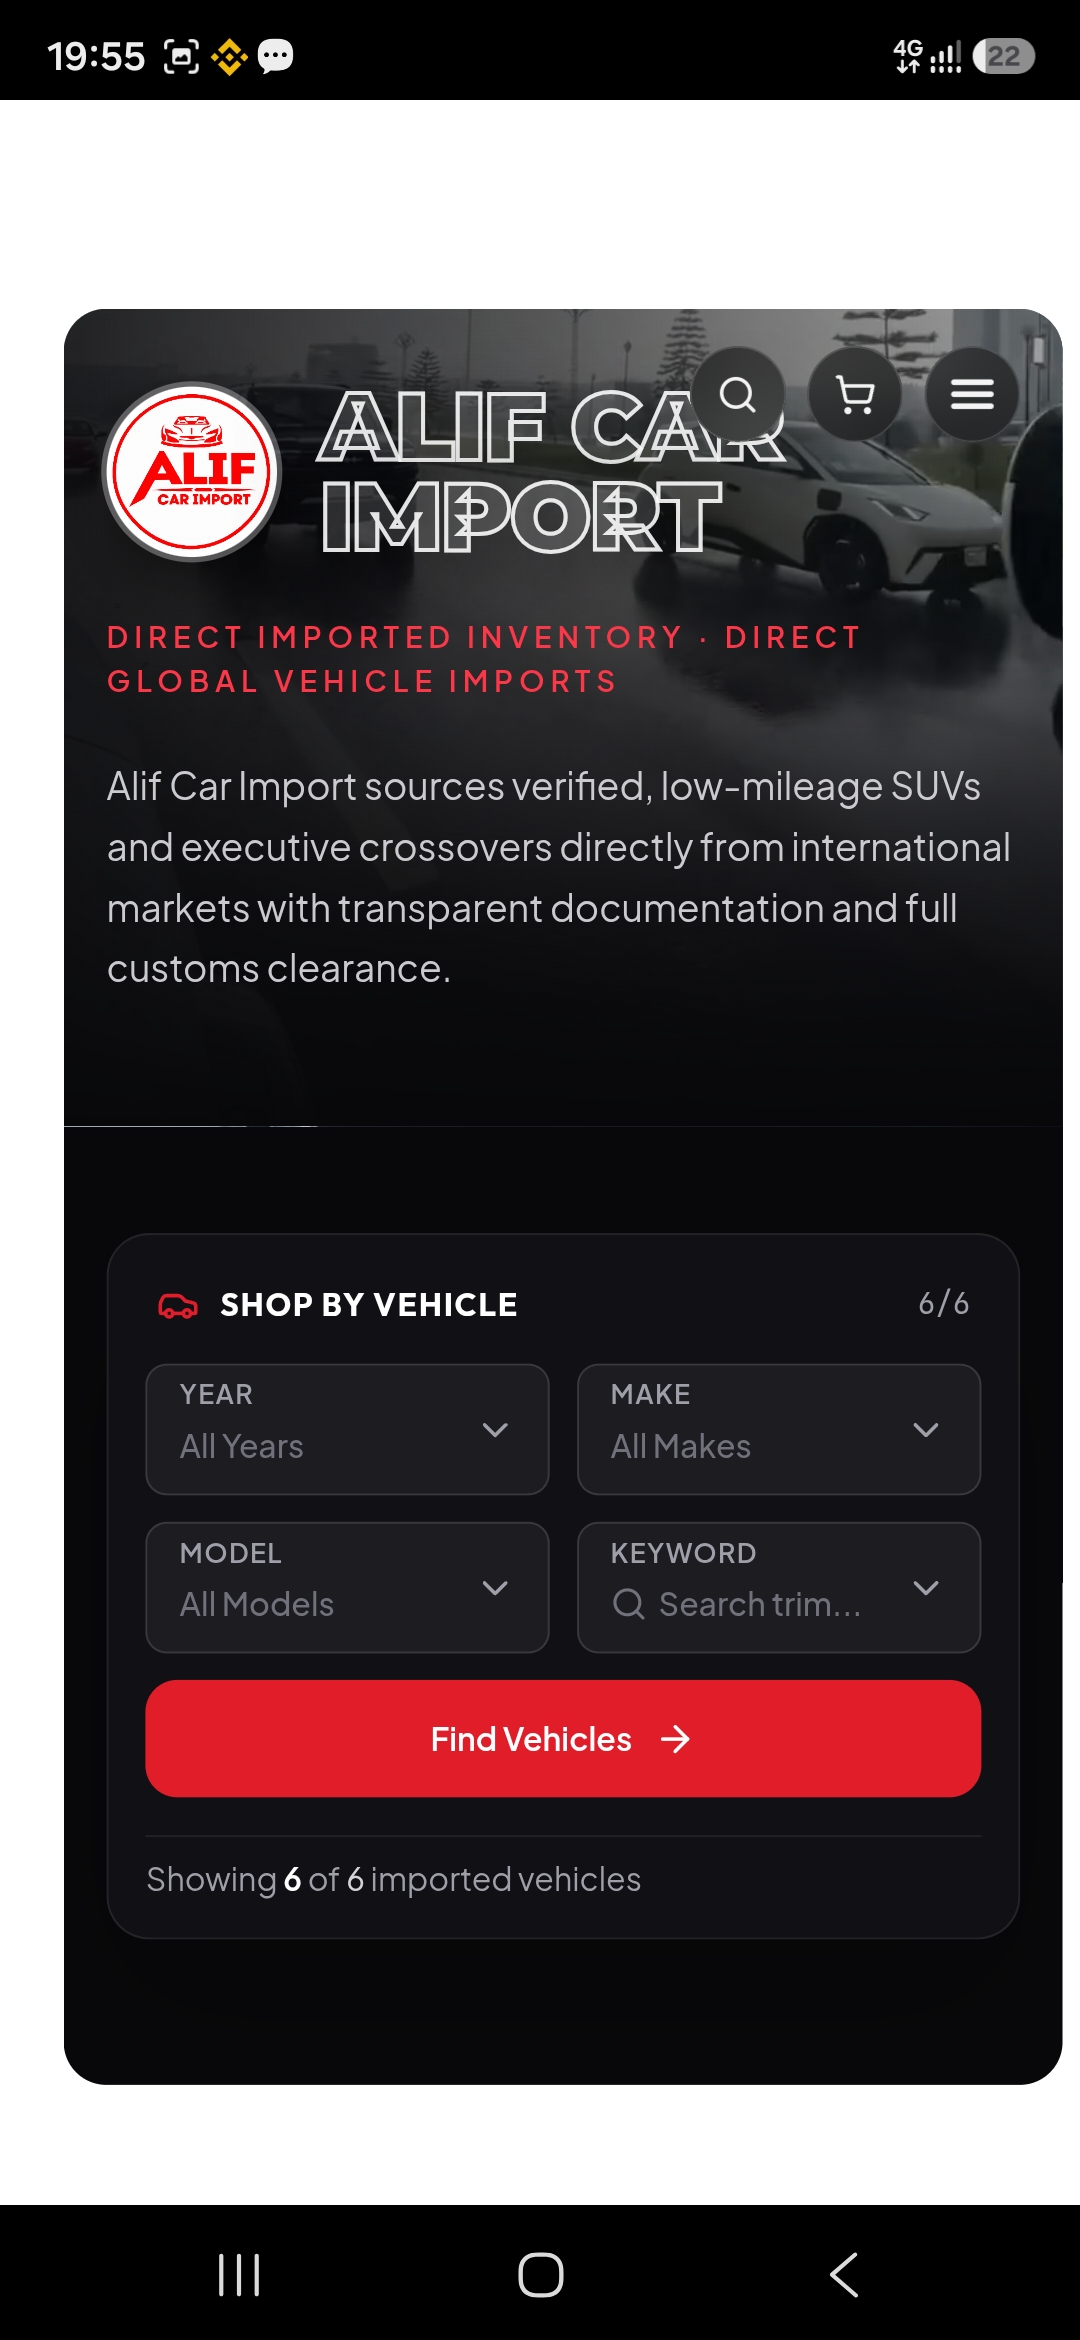 19:55
4G
22
ALIF
CAR IMPORT
ALIF CAR
IMPORT
DIRECT IMPORTED INVENTORY · DIRECT
GLOBAL VEHICLE IMPORTS
Alif Car Import sources verified, low-mileage SUVs
and executive crossovers directly from international
markets with transparent documentation and full
customs clearance.
SHOP BY VEHICLE
6/6
YEAR
All Years
MAKE
All Makes
MODEL
All Models
KEYWORD
Search trim...
Find Vehicles
Showing 6 of 6 imported vehicles